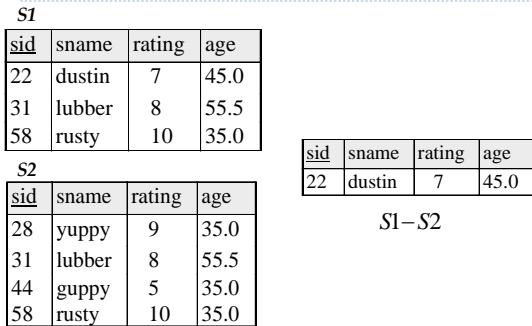 S1
sid sname rating age
22 dustin 7 45.0
31 lubber 8 55.5
58 rusty 10 35.0
S2
sid sname rating age
28 yuppy 9 35.0
31 lubber 8 55.5
44 guppy 5 35.0
58 rusty 10 35.0
sid sname rating age
22 dustin 7 45.0
S1−S2